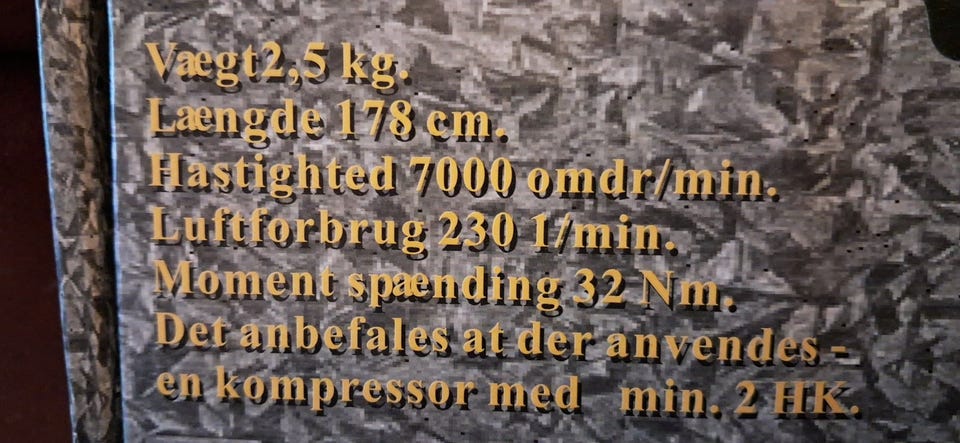 Vægt2,5 kg.
Længde 178 cm.
Hastighted 7000 omdr/min.
Luftforbrug 230 1/min.
Moment spænding 32 Nm.
Det anbefales at der anvendes -
en kompressor med min. 2 HK.